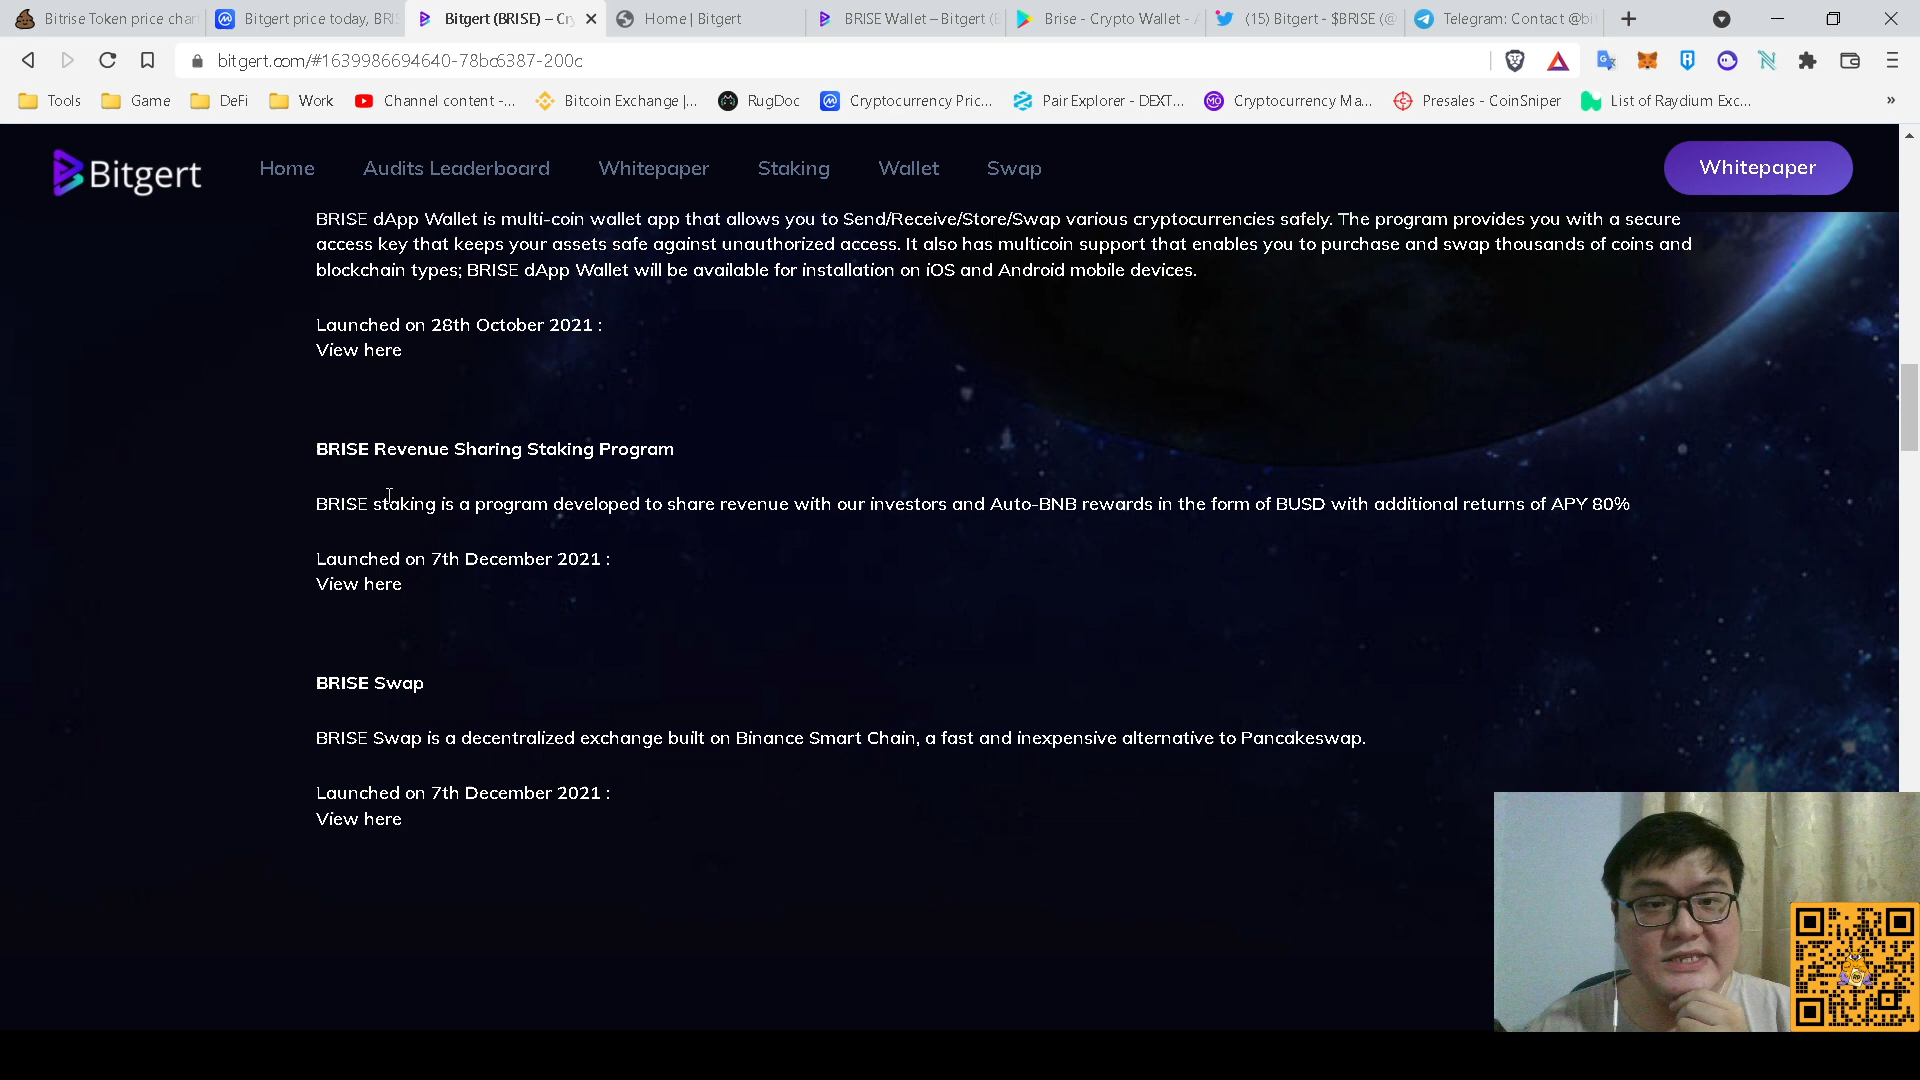 Bitrise Token price char
Bitgert price today, BRIS
Bitgert (BRISE) – Cry
Home | Bitgert
BRISE Wallet – Bitgert (B
Brise - Crypto Wallet - A
(15) Bitgert - $BRISE (@
Telegram: Contact @bit
bitgert.com/#1639986694640-78bc6387-200c
Tools
Game
DeFi
Work
Channel content -...
Bitcoin Exchange |...
RugDoc
Cryptocurrency Pric...
Pair Explorer - DEXT...
Cryptocurrency Ma...
Presales - CoinSniper
List of Raydium Exc...
Bitgert
Home
Audits Leaderboard
Whitepaper
Staking
Wallet
Swap
Whitepaper
BRISE dApp Wallet is multi-coin wallet app that allows you to Send/Receive/Store/Swap various cryptocurrencies safely. The program provides you with a secure
access key that keeps your assets safe against unauthorized access. It also has multicoin support that enables you to purchase and swap thousands of coins and
blockchain types; BRISE dApp Wallet will be available for installation on iOS and Android mobile devices.
Launched on 28th October 2021 :
View here
BRISE Revenue Sharing Staking Program
BRISE staking is a program developed to share revenue with our investors and Auto-BNB rewards in the form of BUSD with additional returns of APY 80%
Launched on 7th December 2021 :
View here
BRISE Swap
BRISE Swap is a decentralized exchange built on Binance Smart Chain, a fast and inexpensive alternative to Pancakeswap.
Launched on 7th December 2021 :
View here